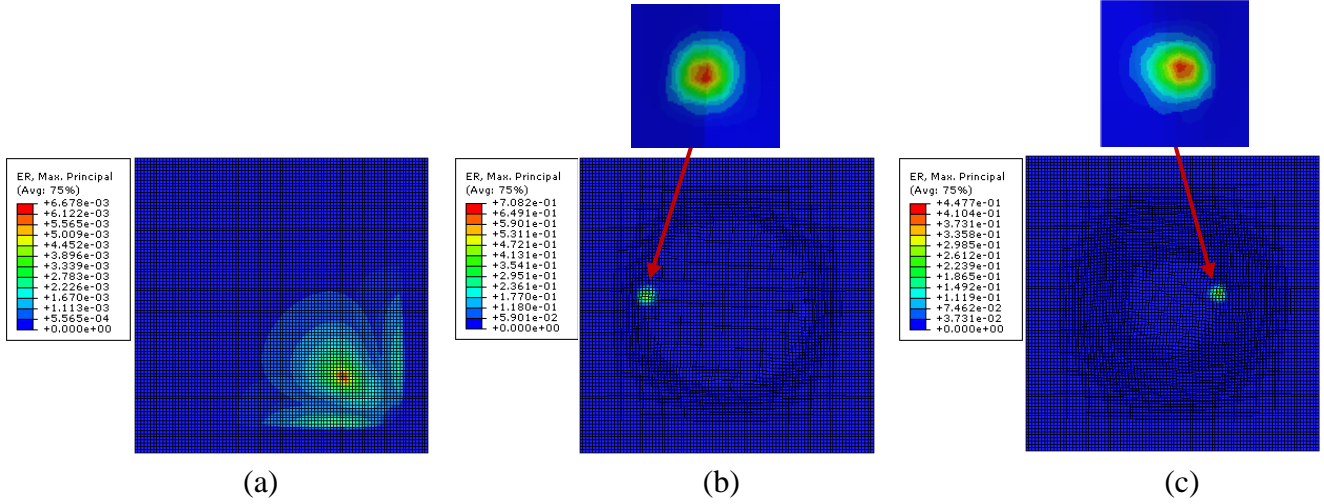 ER, Max. Principal
(Avg: 75%)
+6.678e-03
+6.122e-03
+5.565e-03
+5.009e-03
+4.452e-03
+3.896e-03
+3.339e-03
+2.783e-03
+2.226e-03
+1.670e-03
+1.113e-03
+5.565e-04
+0.000e+00
ER, Max. Principal
(Avg: 75%)
+7.082e-01
+6.491e-01
+5.901e-01
+5.311e-01
+4.721e-01
+4.131e-01
+3.541e-01
+2.951e-01
+2.361e-01
+1.770e-01
+1.180e-01
+5.901e-02
+0.000e+00
ER, Max. Principal
(Avg: 75%)
+4.477e-01
+4.104e-01
+3.731e-01
+3.358e-01
+2.985e-01
+2.612e-01
+2.239e-01
+1.865e-01
+1.492e-01
+1.119e-01
+7.462e-02
+3.731e-02
+0.000e+00
(a)
(b)
(c)